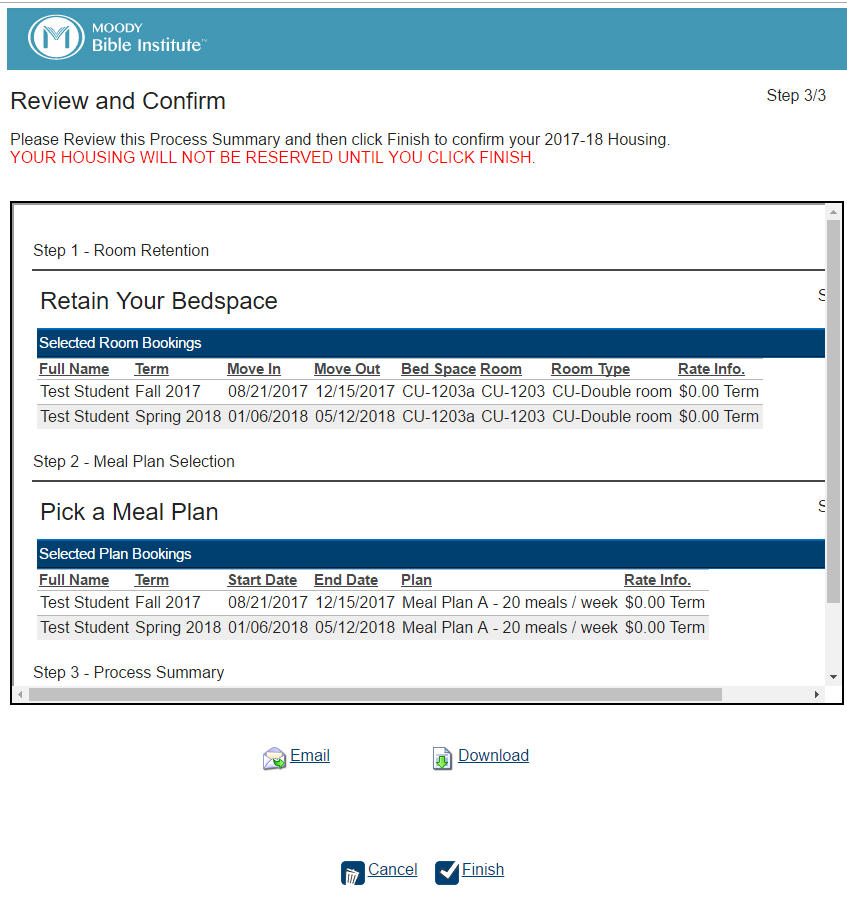 MOODY
Bible Institute™
Review and Confirm
Step 3/3
Please Review this Process Summary and then click Finish to confirm your 2017-18 Housing.
YOUR HOUSING WILL NOT BE RESERVED UNTIL YOU CLICK FINISH.
Step 1 - Room Retention
Retain Your Bedspace
Selected Room Bookings
Full Name Term Move In Move Out Bed Space Room Room Type Rate Info.
Test Student Fall 2017 08/21/2017 12/15/2017 CU-1203a CU-1203 CU-Double room $0.00 Term
Test Student Spring 2018 01/06/2018 05/12/2018 CU-1203a CU-1203 CU-Double room $0.00 Term
Step 2 - Meal Plan Selection
Pick a Meal Plan
Selected Plan Bookings
Full Name Term Start Date End Date Plan Rate Info.
Test Student Fall 2017 08/21/2017 12/15/2017 Meal Plan A - 20 meals / week $0.00 Term
Test Student Spring 2018 01/06/2018 05/12/2018 Meal Plan A - 20 meals / week $0.00 Term
Step 3 - Process Summary
Email Download
Cancel Finish